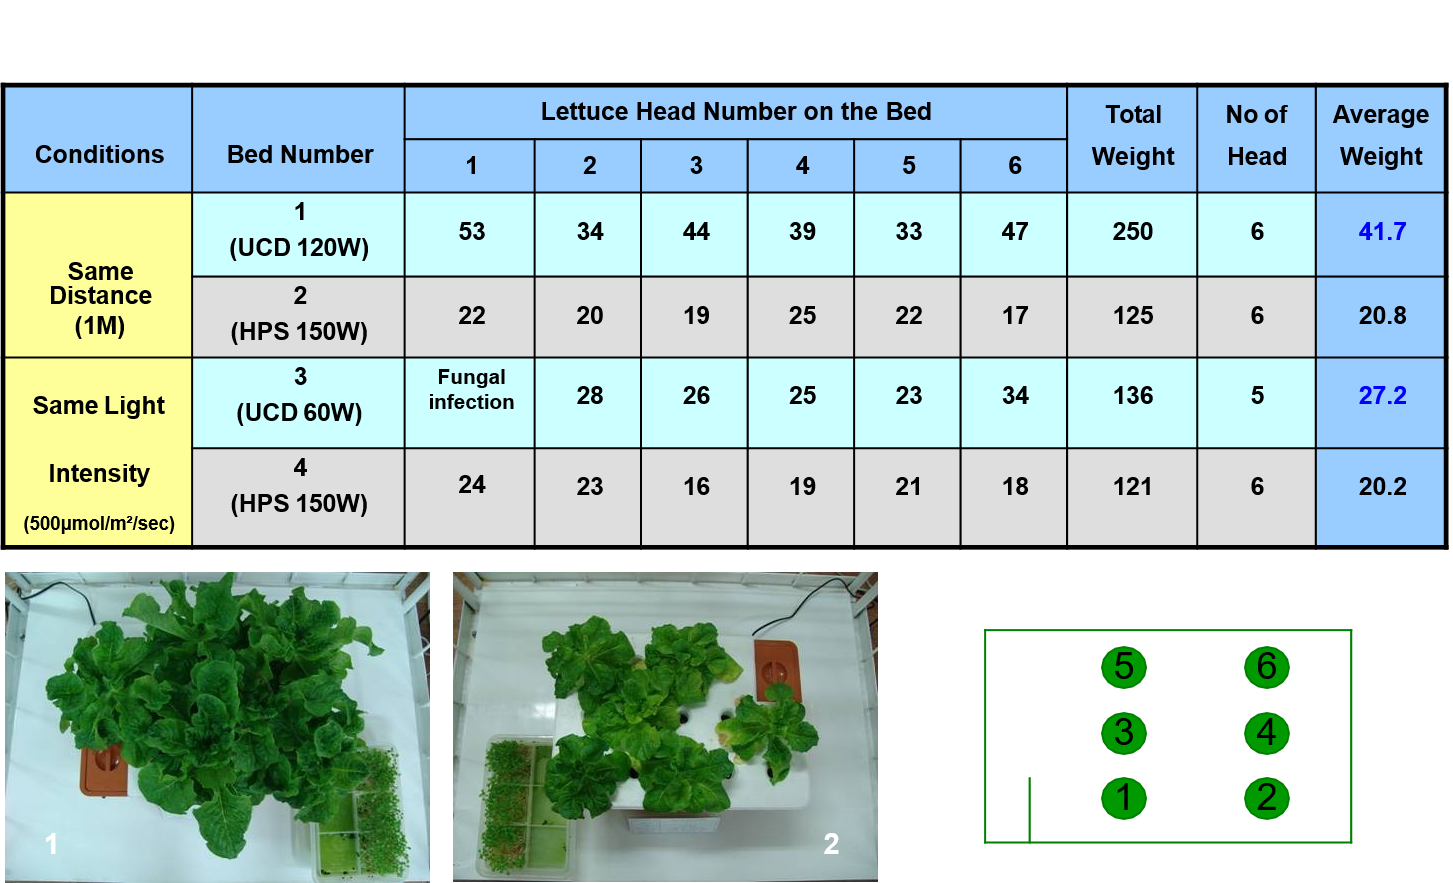 Conditions
Bed Number
Lettuce Head Number on the Bed
Total
Weight
No of
Head
Average
Weight
1 2 3 4 5 6
Same
Distance
(1M)
1
(UCD 120W)
53 34 44 39 33 47 250 6 41.7
2
(HPS 150W)
22 20 19 25 22 17 125 6 20.8
Same Light
Intensity
(500µmol/m²/sec)
3
(UCD 60W)
Fungal
infection
28 26 25 23 34 136 5 27.2
4
(HPS 150W)
24 23 16 19 21 18 121 6 20.2
1
2
5 6
3 4
1 2